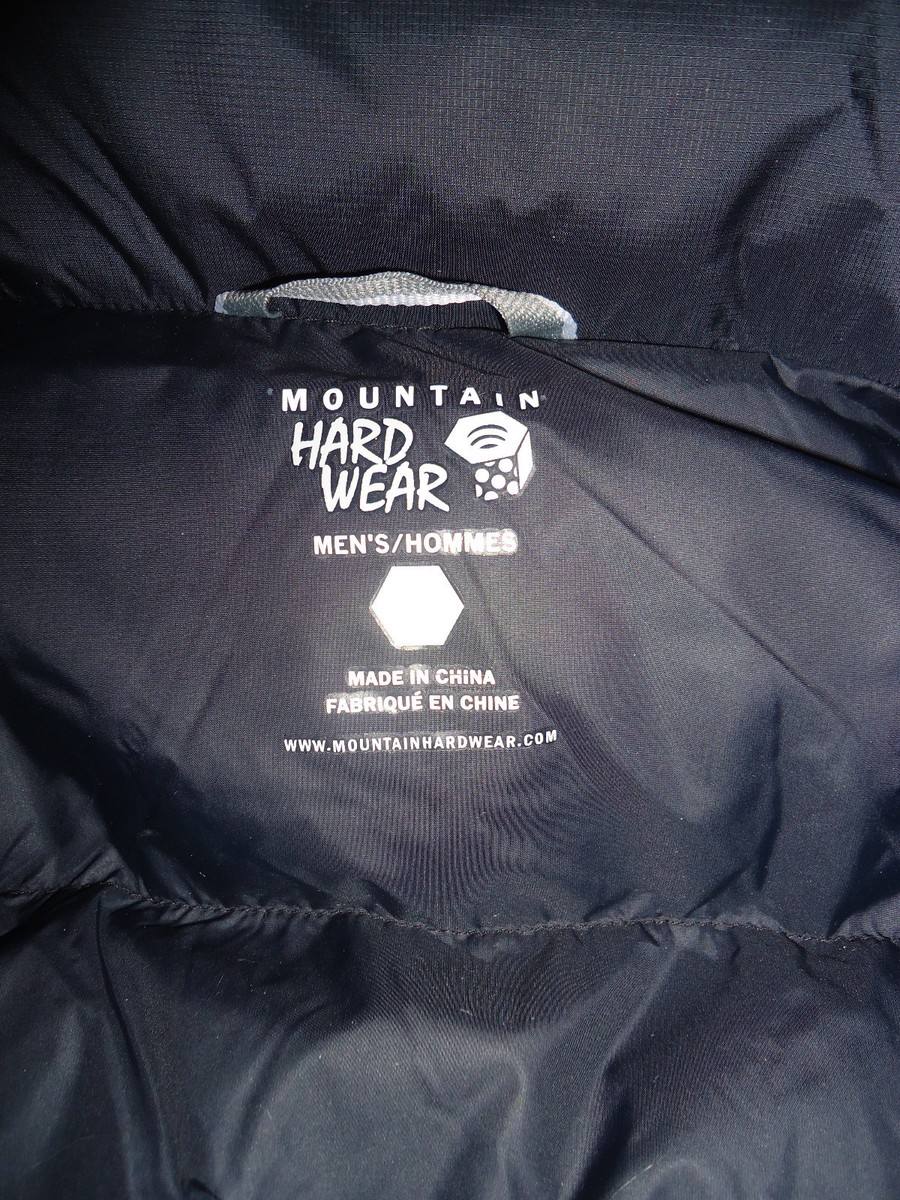 MOUNTAIN
HARD
WEAR
MEN'S/HOMMES
MADE IN CHiNA
FABRIQUÉ EN CHINE
WWW.MOUNTAINHARDWEAR.COM